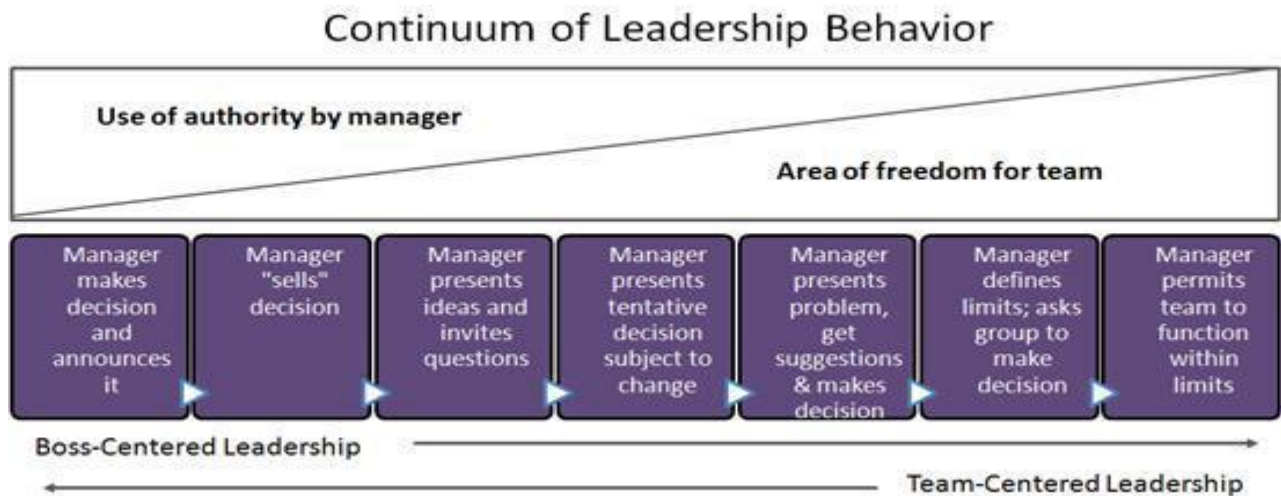 Continuum of Leadership Behavior
Use of authority by manager
Area of freedom for team
Manager
makes
decision
and
announces
it
Manager
"sells"
decision
Manager
presents
ideas and
invites
questions
Manager
presents
tentative
decision
subject to
change
Manager
presents
problem,
get
suggestions
& makes
decision
Manager
defines
limits; asks
group to
make
decision
Manager
permits
team to
function
within
limits
Boss-Centered Leadership
Team-Centered Leadership